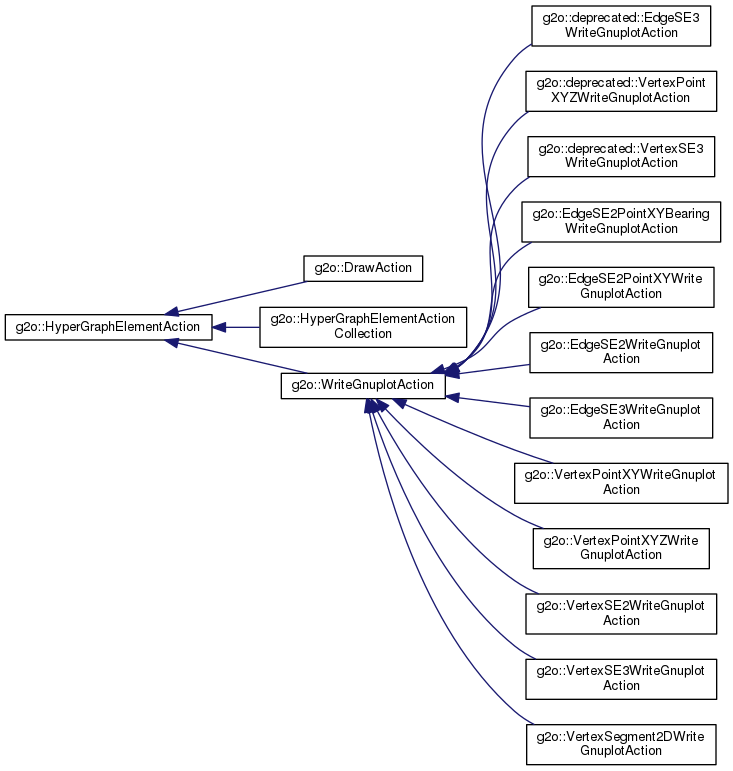 g2o::deprecated::EdgeSE3
WriteGnuplotAction
g2o::deprecated::VertexPoint
XYZWriteGnuplotAction
g2o::deprecated::VertexSE3
WriteGnuplotAction
g2o::EdgeSE2PointXYBearing
WriteGnuplotAction
g2o::DrawAction
g2o::EdgeSE2PointXYWrite
GnuplotAction
g2o::HyperGraphElementAction
g2o::HyperGraphElementAction
Collection
g2o::EdgeSE2WriteGnuplot
Action
g2o::WriteGnuplotAction
g2o::EdgeSE3WriteGnuplot
Action
g2o::VertexPointXYWriteGnuplot
Action
g2o::VertexPointXYZWrite
GnuplotAction
g2o::VertexSE2WriteGnuplot
Action
g2o::VertexSE3WriteGnuplot
Action
g2o::VertexSegment2DWrite
GnuplotAction